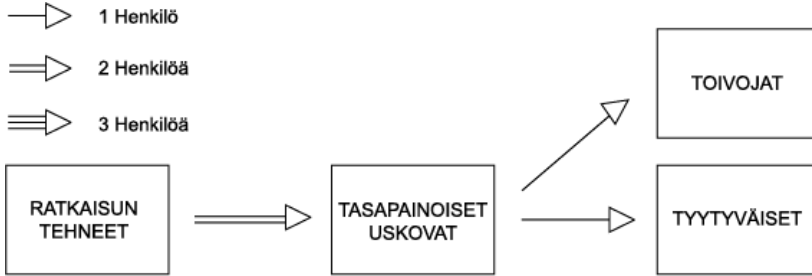 1 Henkilö
2 Henkilöä
3 Henkilöä
TOIVOJAT
RATKAISUN
TEHNEET
TASAPAINOISET
USKOVAT
TYYTYVÄISET